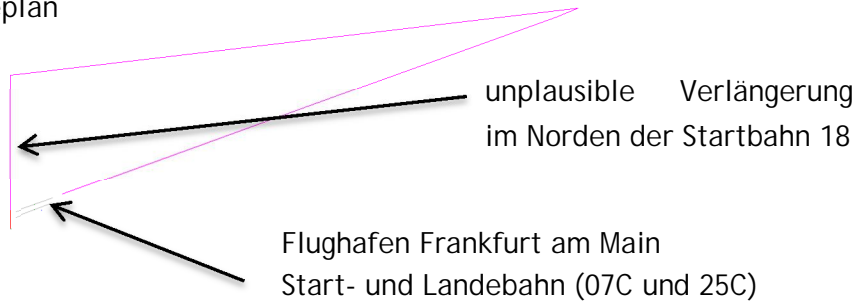 plan
unplausible Verlängerung
im Norden der Startbahn 18
Flughafen Frankfurt am Main
Start- und Landebahn (07C und 25C)